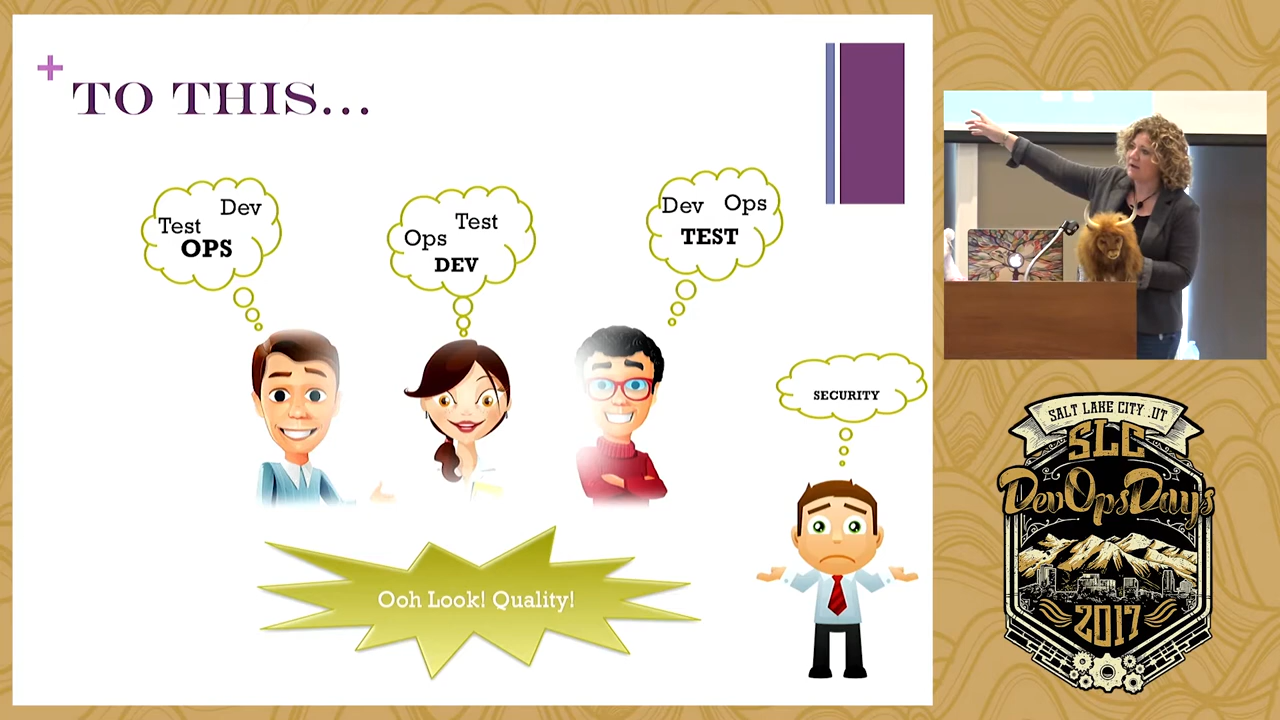 +
TO THIS...
Test Dev
OPS
Ops Test
DEV
Dev Ops
TEST
SECURITY
Ooh Look! Quality!
SALT LAKE CITY .UT
SLC
DevOpsDays
2017